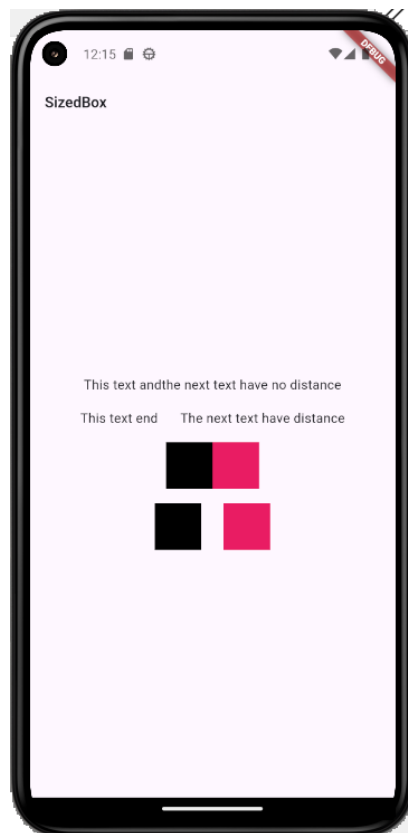 12:15
DEBUG
SizedBox
This text andthe next text have no distance
This text end The next text have distance